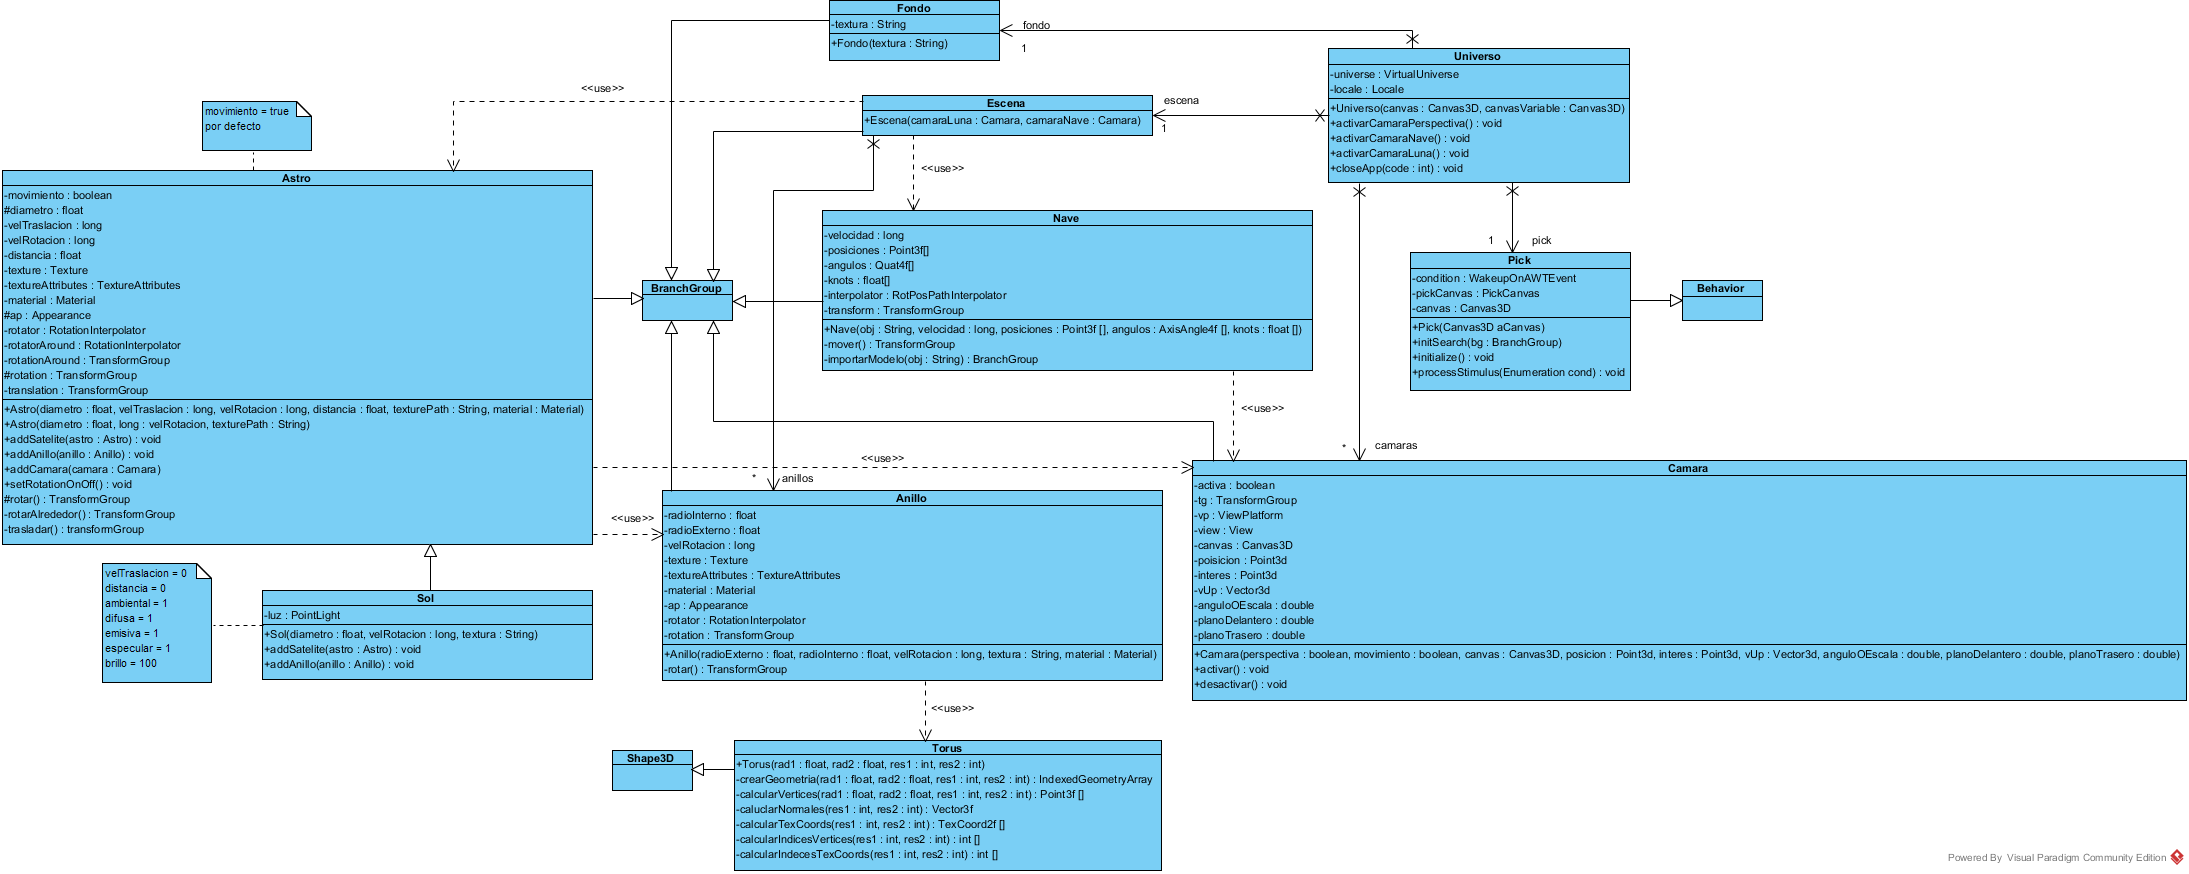 Fondo
-textura : String
+Fondo(textura : String)
fondo
1
Universo
-universe : VirtualUniverse
-locale : Locale
+Universo(canvas : Canvas3D, canvasVariable : Canvas3D)
+activarCamaraPerspectiva() : void
+activarCamaraNave() : void
+activarCamaraLuna() : void
+closeApp(code : int) : void
<<use>>
Escena
+Escena(camaraLuna : Camara, camaraNave : Camara)
escena
1
movimiento = true
por defecto
<<use>>
Astro
-movimiento : boolean
#diametro : float
-velTraslacion : long
-velRotacion : long
-distancia : float
-texture : Texture
-textureAttributes : TextureAttributes
-material : Material
#ap : Appearance
-rotator : RotationInterpolator
-rotatorAround : RotationInterpolator
-rotationAround : TransformGroup
#rotation : TransformGroup
-translation : TransformGroup
+Astro(diametro : float, velTraslacion : long, velRotacion : long, distancia : float, texturePath : String, material : Material)
+Astro(diametro : float, long : velRotacion, texturePath : String)
+addSatelite(astro : Astro) : void
+addAnillo(anillo : Anillo) : void
+addCamara(camara : Camara)
+setRotationOnOff() : void
#rotar() : TransformGroup
-rotarAlrededor() : TransformGroup
-trasladar() : transformGroup
Nave
-velocidad : long
-posiciones : Point3f[]
-angulos : Quat4f[]
-knots : float[]
-interpolator : RotPosPathInterpolator
-transform : TransformGroup
+Nave(obj : String, velocidad : long, posiciones : Point3f [], angulos : AxisAngle4f [], knots : float [])
-mover() : TransformGroup
-importarModelo(obj : String) : BranchGroup
1
pick
Pick
-condition : WakeupOnAWTEvent
-pickCanvas : PickCanvas
-canvas : Canvas3D
+Pick(Canvas3D aCanvas)
+initSearch(bg : BranchGroup)
+initialize() : void
+processStimulus(Enumeration cond) : void
Behavior
BranchGroup
<<use>>
*
camaras
<<use>>
Camara
-activa : boolean
-tg : TransformGroup
-vp : ViewPlatform
-view : View
-canvas : Canvas3D
-poisicion : Point3d
-interes : Point3d
-vUp : Vector3d
-anguloOEscala : double
-planoDelantero : double
-planoTrasero : double
+Camara(perspectiva : boolean, movimiento : boolean, canvas : Canvas3D, posicion : Point3d, interes : Point3d, vUp : Vector3d, anguloOEscala : double, planoDelantero : double, planoTrasero : double)
+activar() : void
+desactivar() : void
*
anillos
<<use>>
Anillo
-radioInterno : float
-radioExterno : float
-velRotacion : long
-texture : Texture
-textureAttributes : TextureAttributes
-material : Material
-ap : Appearance
-rotator : RotationInterpolator
-rotation : TransformGroup
+Anillo(radioExterno : float, radioInterno : float, velRotacion : long, textura : String, material : Material)
-rotar() : TransformGroup
velTraslacion = 0
distancia = 0
ambiental = 1
difusa = 1
emisiva = 1
especular = 1
brillo = 100
Sol
-luz : PointLight
+Sol(diametro : float, velRotacion : long, textura : String)
+addSatelite(astro : Astro) : void
+addAnillo(anillo : Anillo) : void
<<use>>
Shape3D
Torus
+Torus(rad1 : float, rad2 : float, res1 : int, res2 : int)
-crearGeometria(rad1 : float, rad2 : float, res1 : int, res2 : int) : IndexedGeometryArray
-calcularVertices(rad1 : float, rad2 : float, res1 : int, res2 : int) : Point3f []
-caluclarNormales(res1 : int, res2 : int) : Vector3f
-calcularTexCoords(res1 : int, res2 : int) : TexCoord2f []
-calcularIndicesVertices(res1 : int, res2 : int) : int []
-calcularIndecesTexCoords(res1 : int, res2 : int) : int []
Powered By Visual Paradigm Community Edition